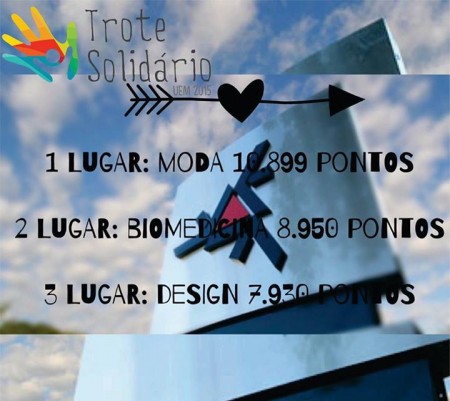 Trote
Solidário
UEM 2015
1 LUGAR: MODA 10.899 PONTOS
2 LUGAR: BIOMEDICINA 8.950 PONTOS
3 LUGAR: DESIGN 7.930 PONTOS